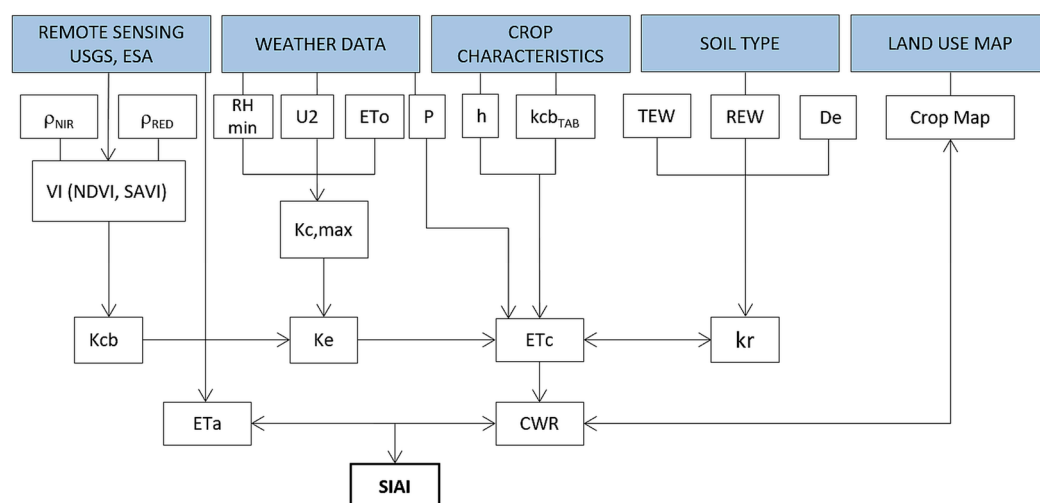 REMOTE SENSING
USGS, ESA
WEATHER DATA
CROP
CHARACTERISTICS
SOIL TYPE
LAND USE MAP
ρNIR
ρRED
RH
min
U2
ETo
P
h
kcbTAB
TEW
REW
De
Crop Map
VI (NDVI, SAVI)
Kc,max
Kcb
Ke
ETc
kr
ETa
CWR
SIAI